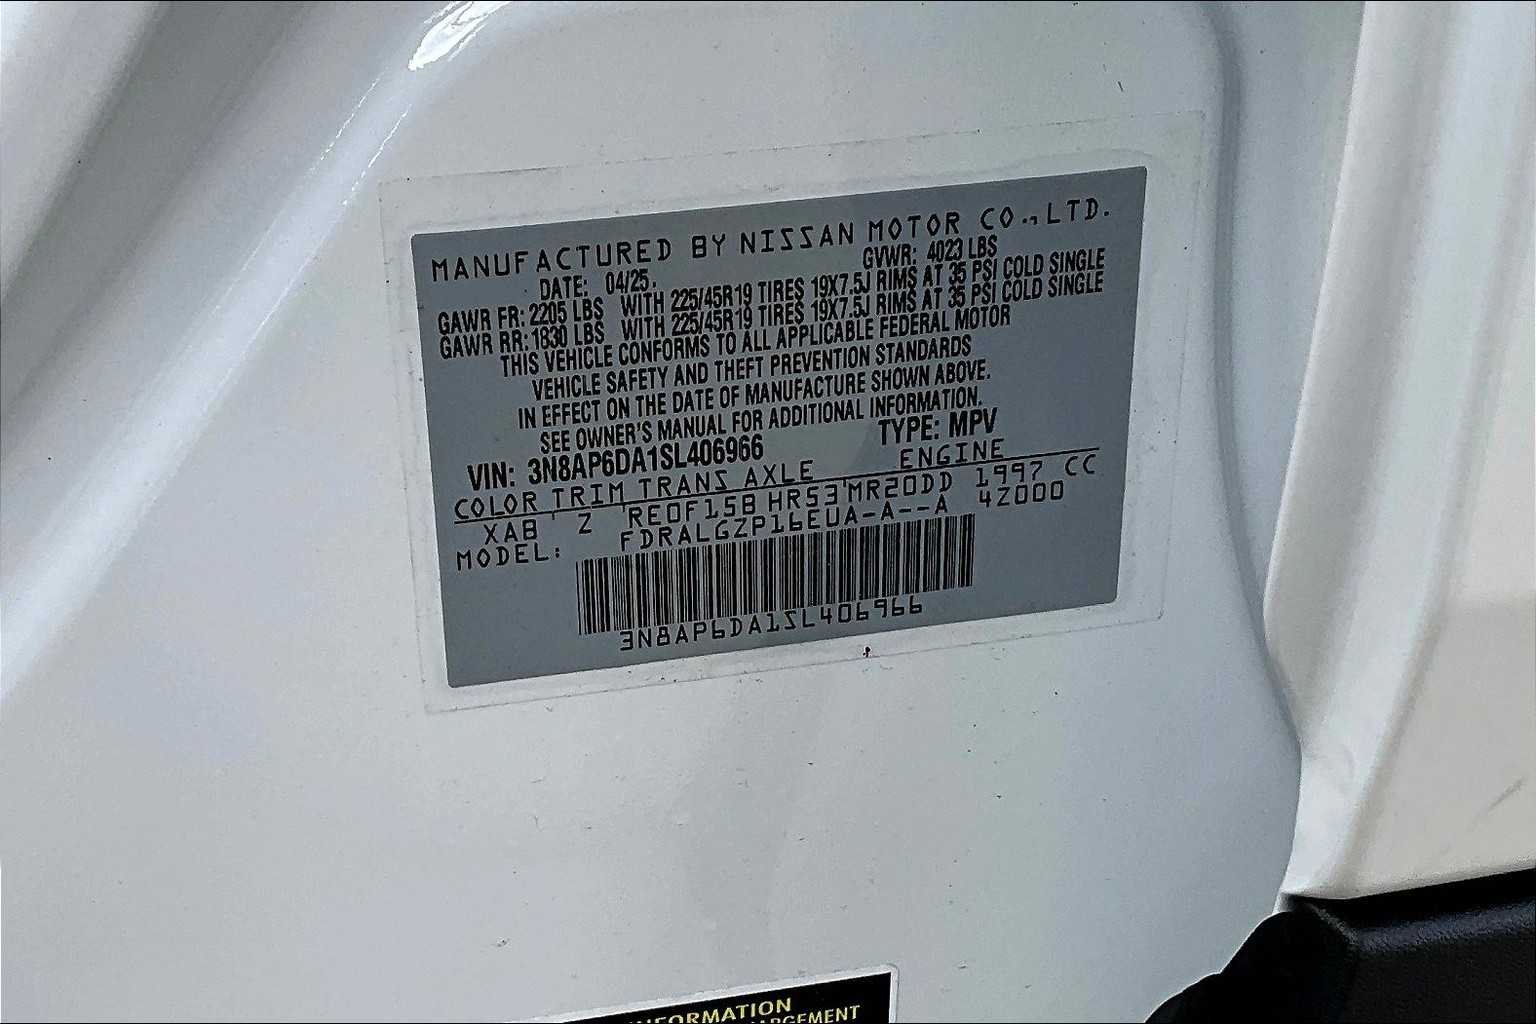 MANUFACTURED BY NISSAN MOTOR CO., LTD.
DATE: 04/25. GVWR: 4023 LBS
GAWR FR: 2205 LBS WITH 225/45R19 TIRES 19X7.5J RIMS AT 35 PSI COLD SINGLE
GAWR RR: 1830 LBS WITH 225/45R19 TIRES 19X7.5J RIMS AT 35 PSI COLD SINGLE
THIS VEHICLE CONFORMS TO ALL APPLICABLE FEDERAL MOTOR
VEHICLE SAFETY AND THEFT PREVENTION STANDARDS
IN EFFECT ON THE DATE OF MANUFACTURE SHOWN ABOVE.
SEE OWNER'S MANUAL FOR ADDITIONAL INFORMATION.
VIN: 3N8AP6DA1SL406966 TYPE: MPV
COLOR TRIM TRANS AXLE ENGINE
XAB Z RE0F15B HR53 MR20DD 1997 CC
MODEL: FDRALGZP16EUA-A--A 4Z000
3N8AP6DA1SL406966
INFORMATION